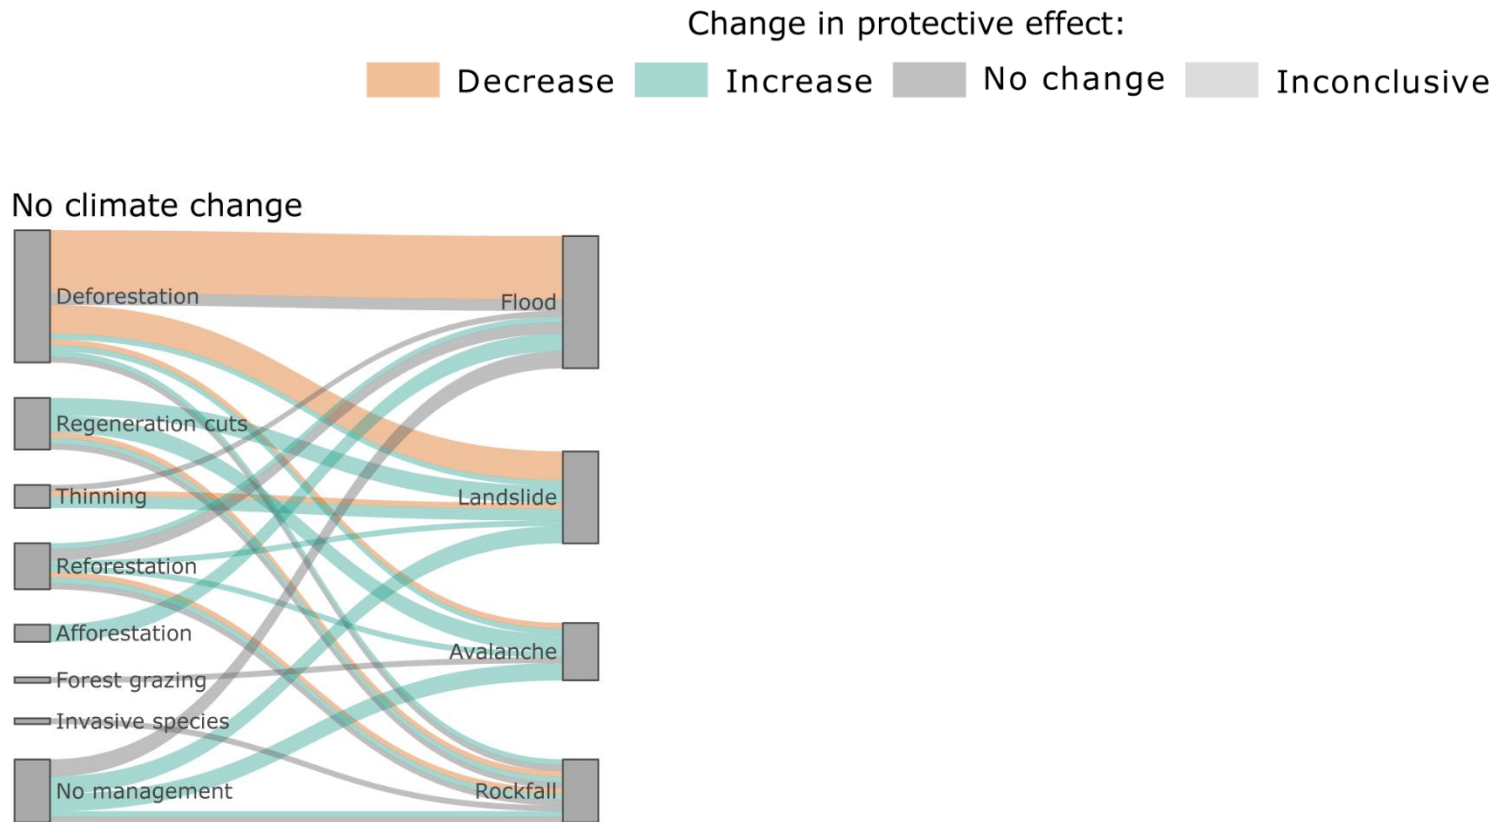 Change in protective effect:
Decrease Increase No change Inconclusive
No climate change
Deforestation
Flood
Regeneration cuts
Thinning
Landslide
Reforestation
Afforestation
Avalanche
Forest grazing
Invasive species
No management
Rockfall